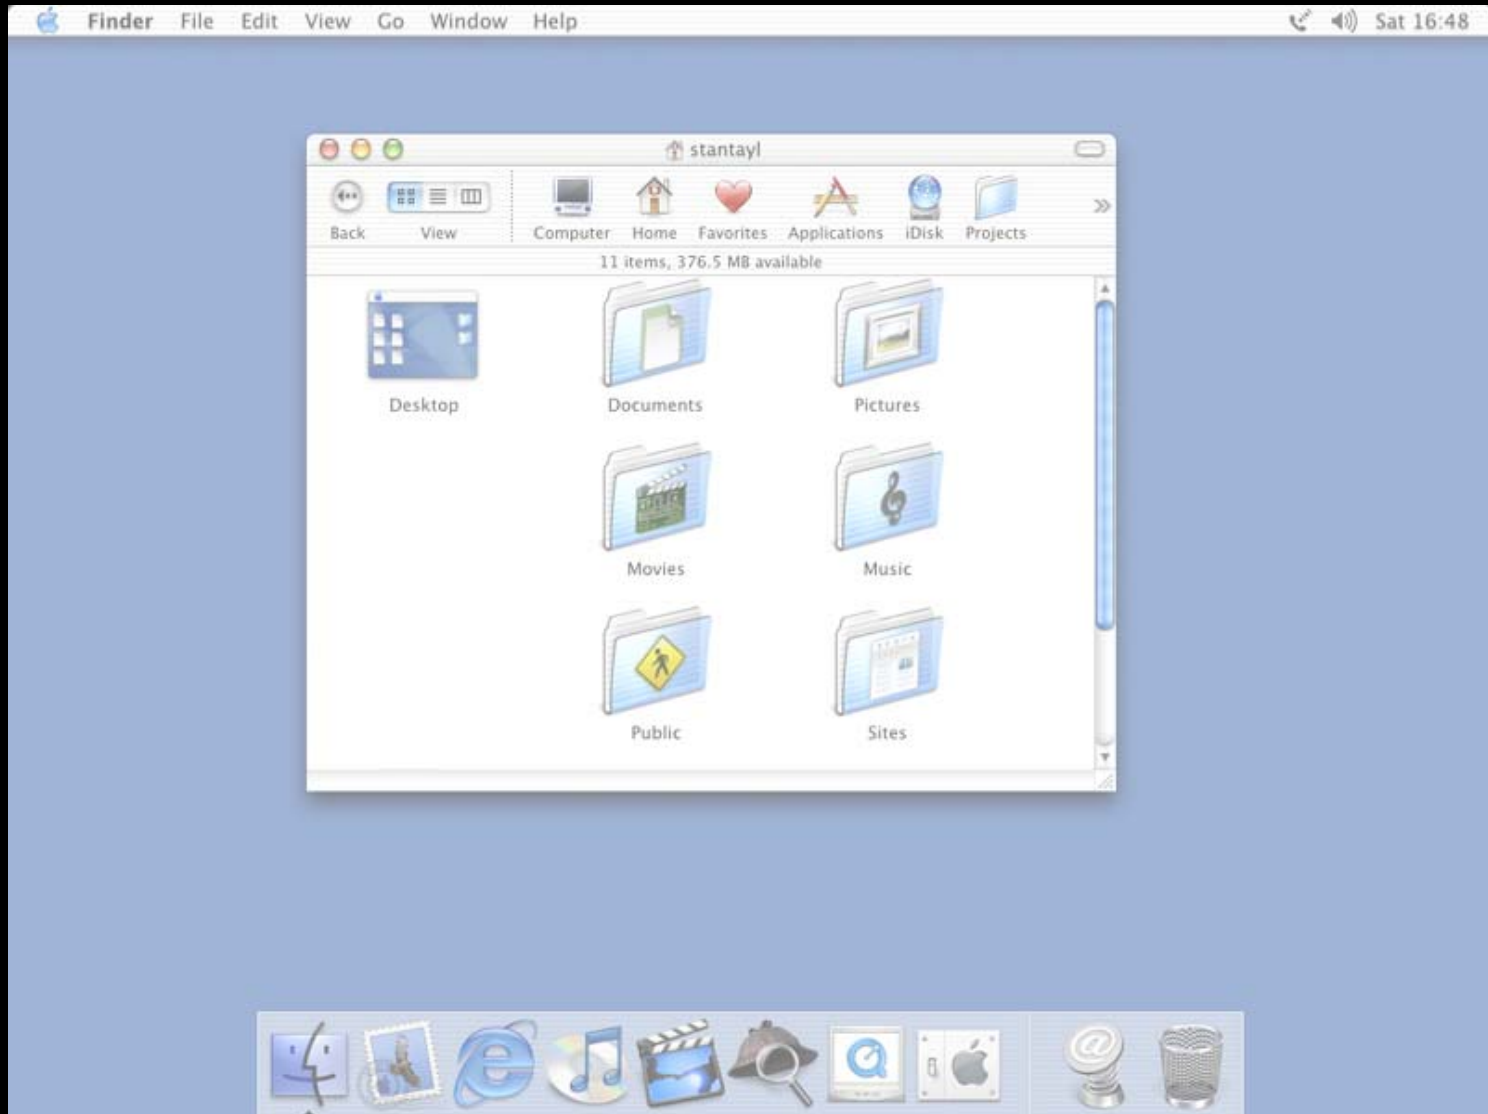 Finder File Edit View Go Window Help Sat 16:48
stantayl
Back View Computer Home Favorites Applications iDisk Projects
11 items, 376.5 MB available
Desktop Documents Pictures
Movies Music
Public Sites